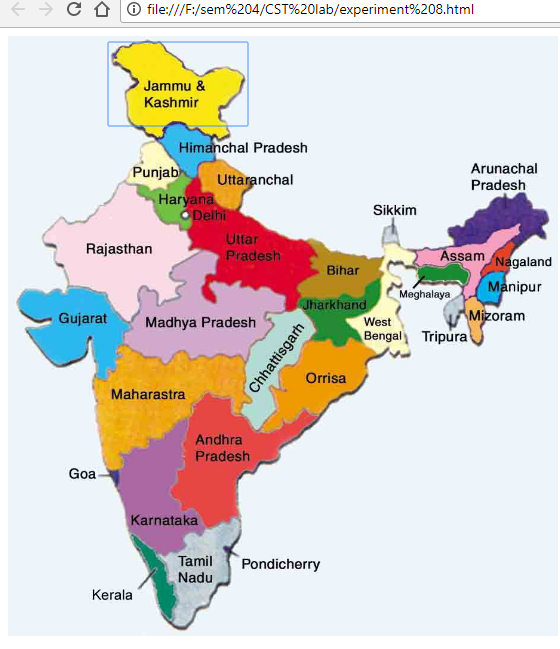 file:///F:/sem%204/CST%20lab/experiment%208.html
Jammu &
Kashmir
Himanchal Pradesh
Punjab
Uttaranchal
Haryana
Delhi
Arunachal
Pradesh
Sikkim
Rajasthan
Uttar
Pradesh
Bihar
Assam
Nagaland
Meghalaya
Manipur
Gujarat
Madhya Pradesh
Jharkhand
West
Bengal
Mizoram
Tripura
Chhattisgarh
Maharastra
Orrisa
Andhra
Pradesh
Goa
Karnataka
Tamil
Nadu
Pondicherry
Kerala